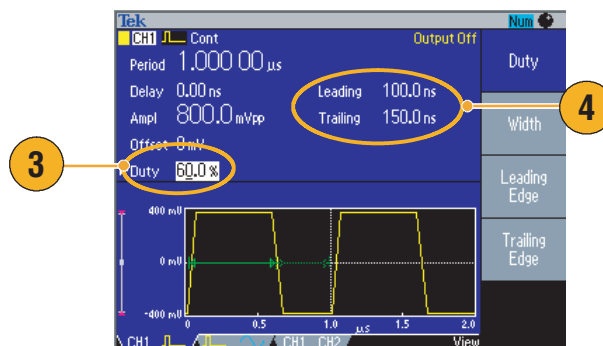 Tek
Num
CH1 Cont
Output Off
Period 1.000 00 µs
Delay 0.00 ns
Leading 100.0 ns
Ampl 800.0 mVpp
Trailing 150.0 ns
Offset 0 mV
Duty 60.0 %
Duty
Width
Leading
Edge
Trailing
Edge
3
4
400 mV
0 mV
-400 mV
0 0.5 1.0 µs 1.5 2.0
CH1 CH1 CH2 View